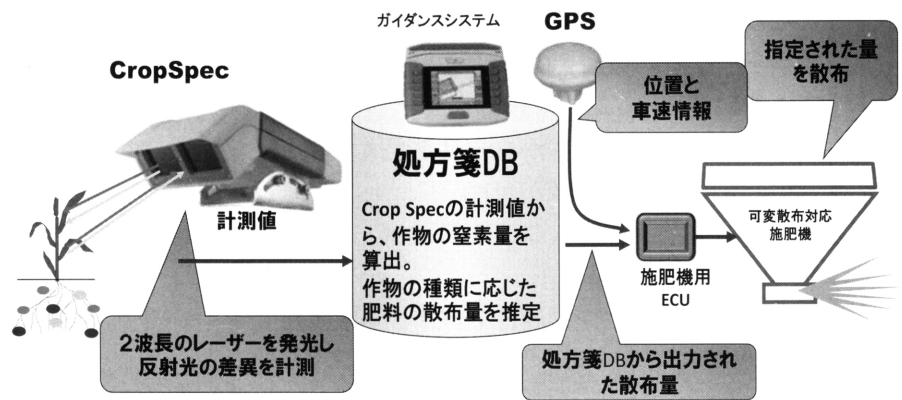 ガイダンスシステム
GPS
指定された量
を散布
CropSpec
位置と
車速情報
処方箋DB
計測値
Crop Specの計測値か
ら、作物の窒素量を
算出。
作物の種類に応じた
肥料の散布量を推定
可変散布対応
施肥機
施肥機用
ECU
2波長のレーザーを発光し
反射光の差異を計測
処方箋DBから出力され
た散布量